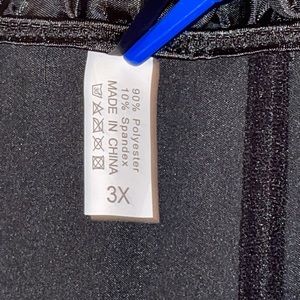 90% Polyester
10% Spandex
MADE IN CHINA
3X